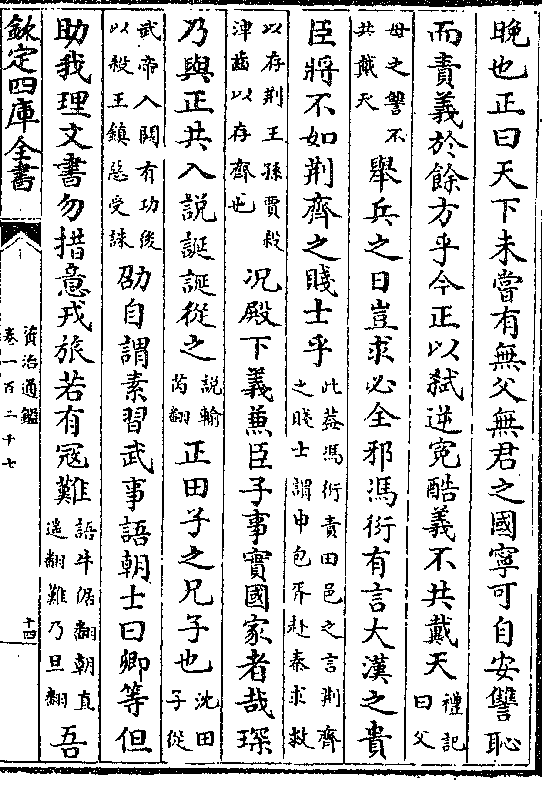 晚也正曰天下未嘗有無父無君之國寧可自安讐恥
而責義於餘方乎今正以弑逆寃酷義不共戴天禮記曰父
母之讐不共戴天舉兵之日豈求必全邪馮衍有言大漢之貴
臣將不如荆齊之賤士乎此葢馮衍責田邑之言荆齊之賤士謂申包胥赴秦求救
以存荆王孫賈殺淖齒以存齊也况殿下義兼臣子事實國家者哉琛
乃與正共入說誕誕從之說輸芮翻正田子之兄子也沈田子從
武帝入關有功後以殺王鎮惡受誅劭自謂素習武事語朝士曰卿等但
助我理文書勿措意戎旅若有寇難語牛倨翻朝直遥翻難乃旦翻吾
欽定四庫全書
資治通鑑
卷一百二十七
十四